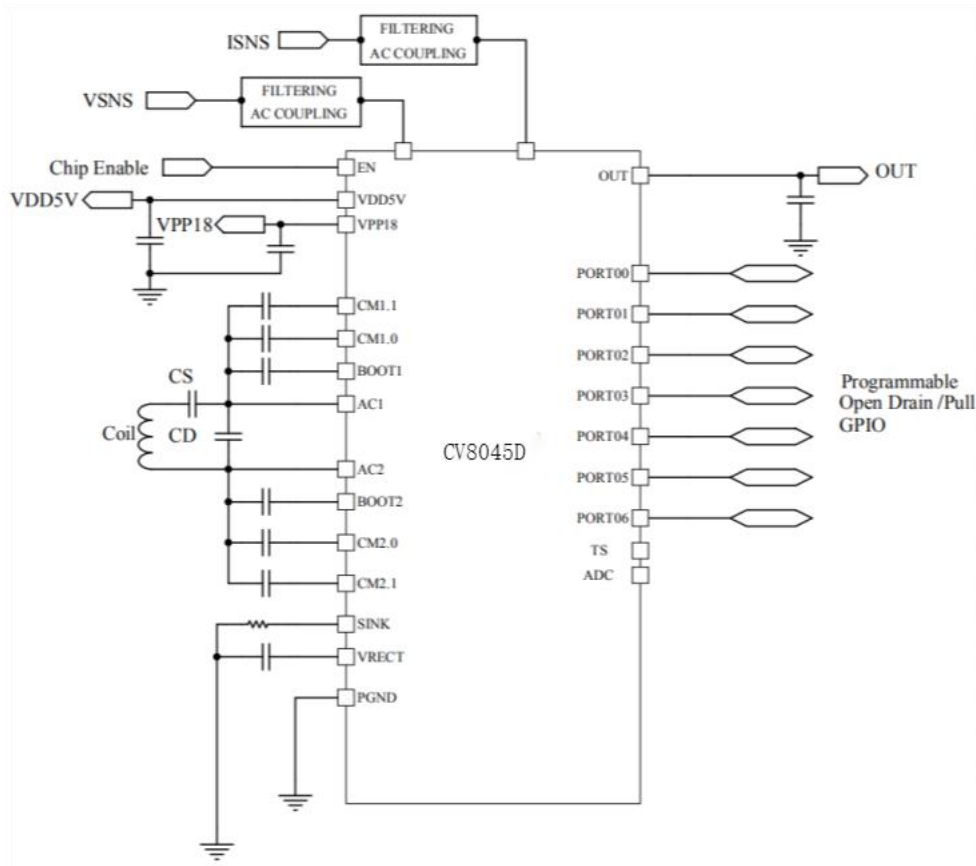 ISNS
FILTERING
AC COUPLING
VSNS
FILTERING
AC COUPLING
Chip Enable
EN
OUT
OUT
VDD5V
VDD5V
VPP18
VPP18
PORT00
CM1.1
PORT01
CM1.0
PORT02
BOOT1
CS
AC1
PORT03
Programmable
Open Drain /Pull
GPIO
Coil
CD
PORT04
CV8045D
AC2
PORT05
BOOT2
PORT06
CM2.0
TS
ADC
CM2.1
SINK
VRECT
PGND